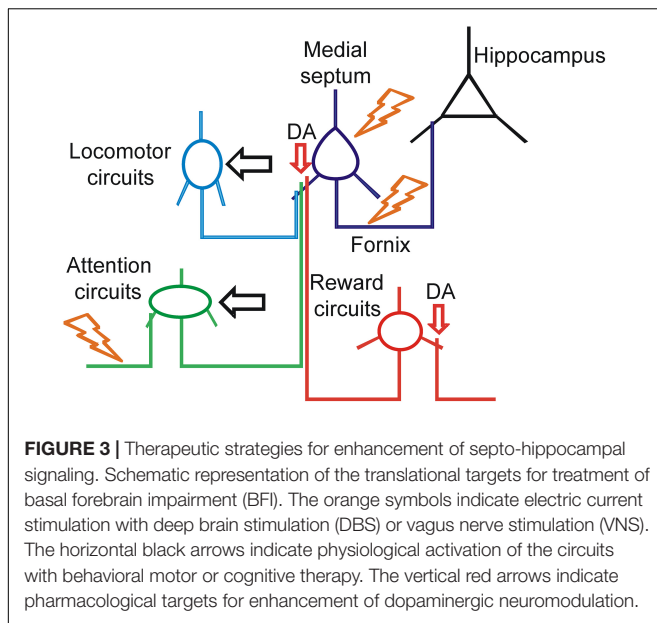 Medial
septum
Hippocampus
DA
Locomotor
circuits
Fornix
Attention
circuits
Reward
circuits
DA
FIGURE 3 | Therapeutic strategies for enhancement of septo-hippocampal
signaling. Schematic representation of the translational targets for treatment of
basal forebrain impairment (BFI). The orange symbols indicate electric current
stimulation with deep brain stimulation (DBS) or vagus nerve stimulation (VNS).
The horizontal black arrows indicate physiological activation of the circuits
with behavioral motor or cognitive therapy. The vertical red arrows indicate
pharmacological targets for enhancement of dopaminergic neuromodulation.